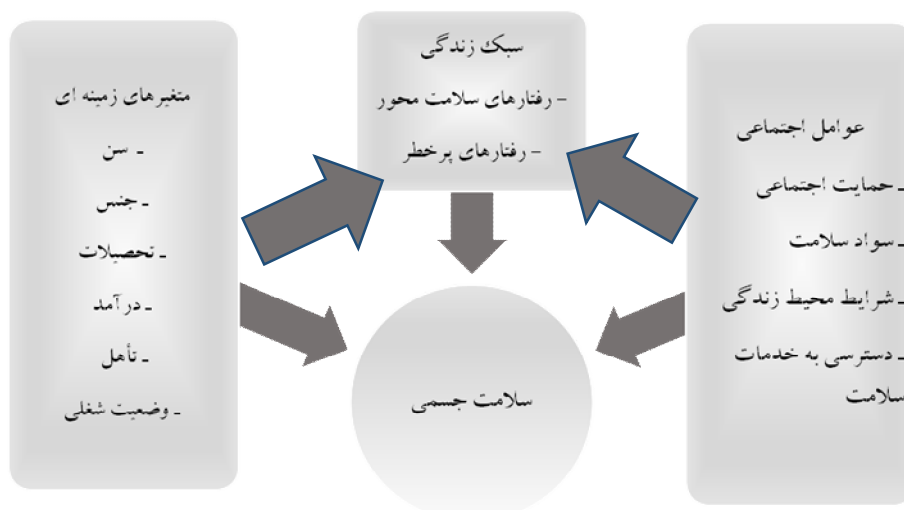 عوامل اجتماعی
ـ حمایت اجتماعی
ـ سواد سلامت
ـ شرایط محیط زندگی
ـ دسترسی به خدمات
سلامت
سبک زندگی
- رفتارهای سلامت محور
- رفتارهای پرخطر
متغیرهای زمینه ای
ـ سن
ـ جنس
ـ تحصیلات
ـ درآمد
ـ تأهل
ـ وضعیت شغلی
سلامت جسمی